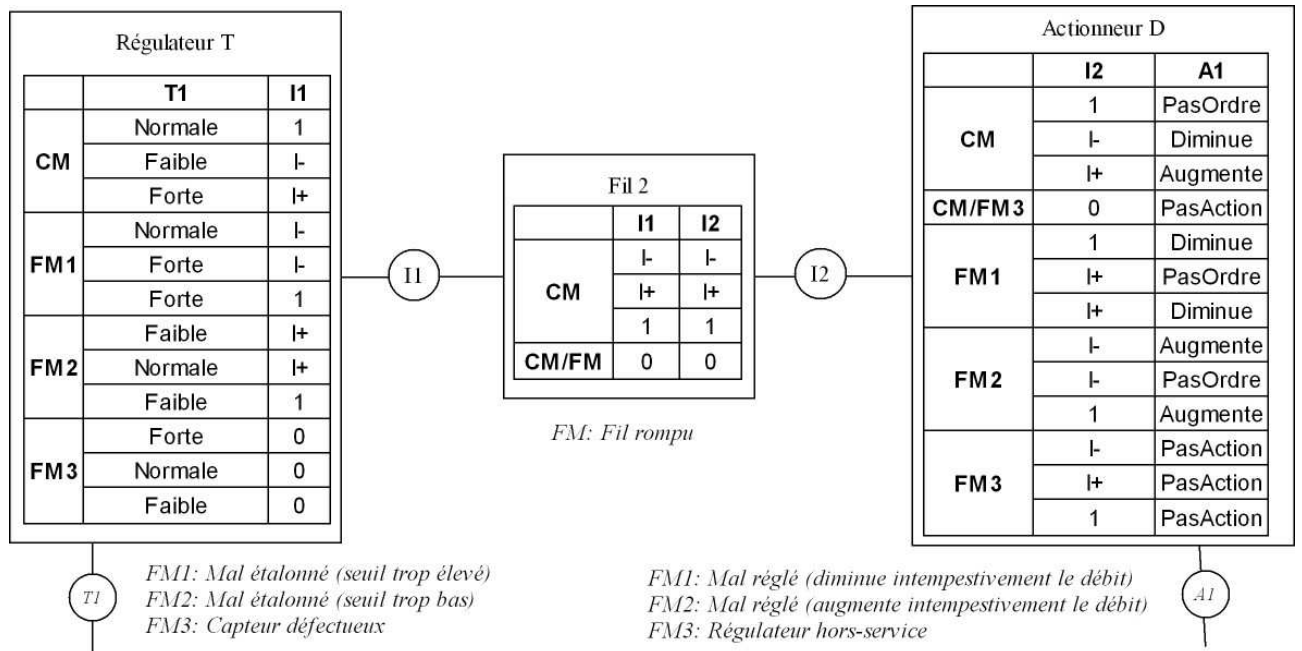 Régulateur T
T1 I1
CM Normale 1
Faible I-
Forte I+
FM1 Normale I-
Forte I-
Forte 1
FM2 Faible I+
Normale I+
Faible 1
FM3 Forte 0
Normale 0
Faible 0
T1
FM1: Mal étalonné (seuil trop élevé)
FM2: Mal étalonné (seuil trop bas)
FM3: Capteur défectueux
I1
Fil 2
I1 I2
CM I- I-
I+ I+
1 1
CM/FM 0 0
FM: Fil rompu
I2
Actionneur D
I2 A1
CM 1 PasOrdre
I- Diminue
I+ Augmente
CM/FM3 0 PasAction
FM1 1 Diminue
I+ PasOrdre
I+ Diminue
FM2 I- Augmente
I- PasOrdre
1 Augmente
FM3 I- PasAction
I+ PasAction
1 PasAction
FM1: Mal réglé (diminue intempestivement le débit)
FM2: Mal réglé (augmente intempestivement le débit)
FM3: Régulateur hors-service
A1